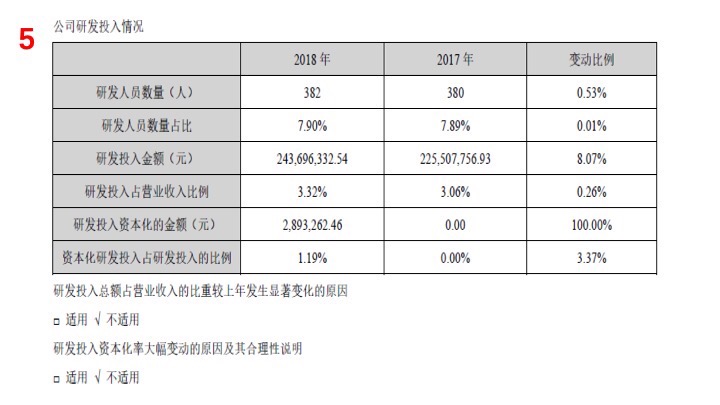 5
公司研发投入情况
2018 年 2017 年 变动比例
研发人员数量（人） 382 380 0.53%
研发人员数量占比 7.90% 7.89% 0.01%
研发投入金额（元） 243,696,332.54 225,507,756.93 8.07%
研发投入占营业收入比例 3.32% 3.06% 0.26%
研发投入资本化的金额（元） 2,893,262.46 0.00 100.00%
资本化研发投入占研发投入的比例 1.19% 0.00% 3.37%
研发投入总额占营业收入的比重较上年发生显著变化的原因
□ 适用 √ 不适用
研发投入资本化率大幅变动的原因及其合理性说明
□ 适用 √ 不适用